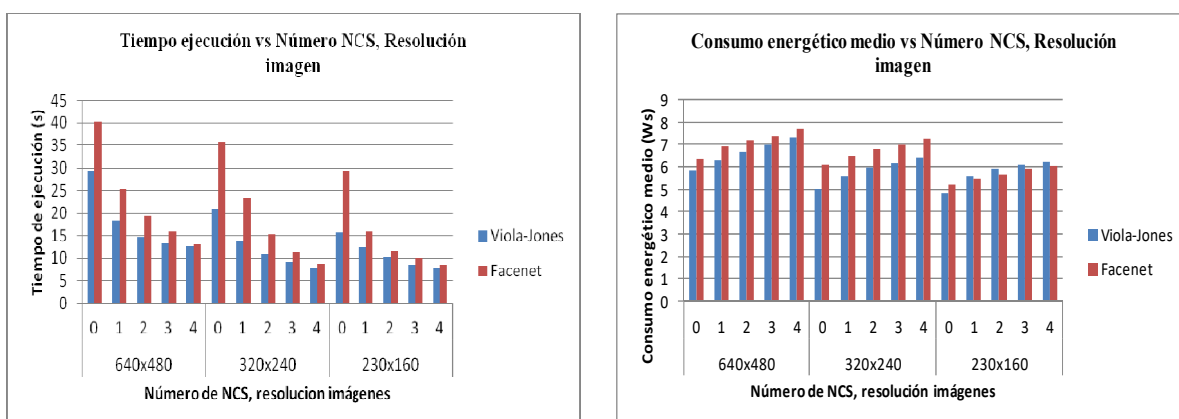 Tiempo ejecución vs Número NCS, Resolución
imagen
Tiempo de ejecución (s)
45
40
35
30
25
20
15
10
5
0
0 1 2 3 4 0 1 2 3 4 0 1 2 3 4
640x480 320x240 230x160
Número de NCS, resolucion imágenes
Viola-Jones
Facenet
Consumo energético medio vs Número NCS, Resolución
imagen
Consumo energético medio (Ws)
9
8
7
6
5
4
3
2
1
0
0 1 2 3 4 0 1 2 3 4 0 1 2 3 4
640x480 320x240 230x160
Número de NCS, resolución imágenes
Viola-Jones
Facenet